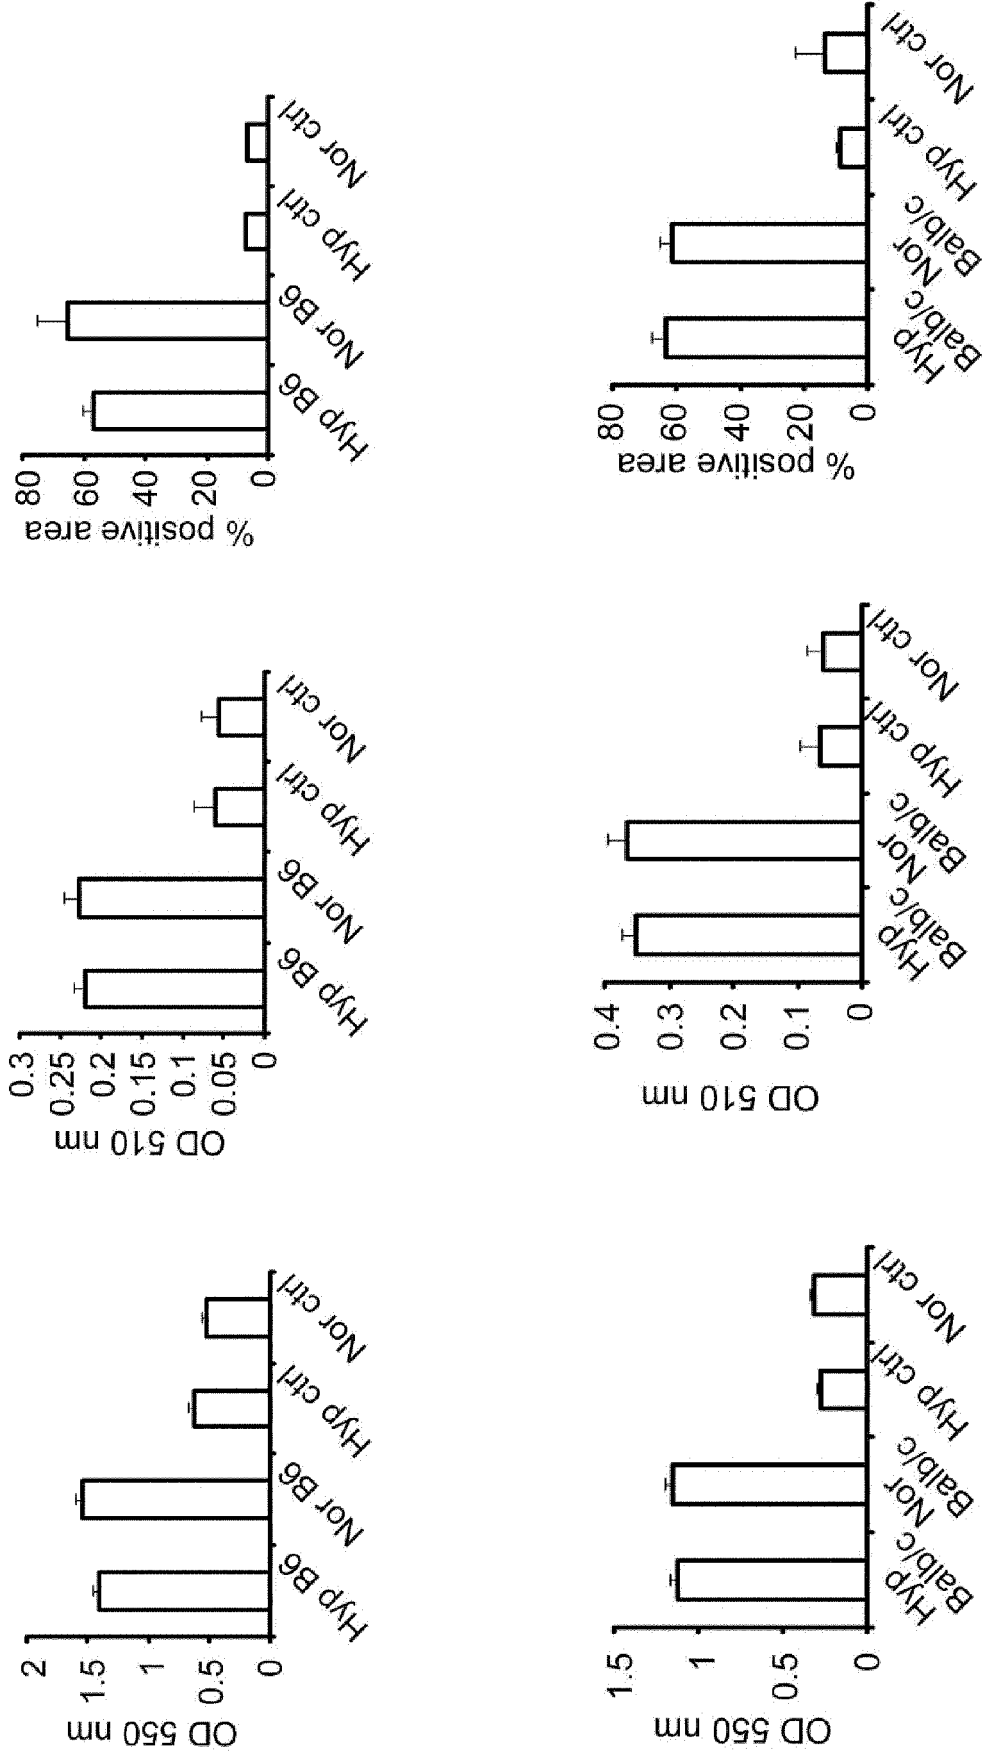 80
60
40
20
0
% positive area
Hyp B6
Nor B6
Hyp ctrl
Nor ctrl
80
60
40
20
0
% positive area
Hyp
Balb/c
Nor
Balb/c
Hyp ctrl
Nor ctrl
0.3
0.25
0.2
0.15
0.1
0.05
0
OD 510 nm
Hyp B6
Nor B6
Hyp ctrl
Nor ctrl
0.4
0.3
0.2
0.1
0
OD 510 nm
Hyp
Balb/c
Nor
Balb/c
Hyp ctrl
Nor ctrl
2
1.5
1
0.5
0
OD 550 nm
Hyp B6
Nor B6
Hyp ctrl
Nor ctrl
1.5
1
0.5
0
OD 550 nm
Hyp
Balb/c
Nor
Balb/c
Hyp ctrl
Nor ctrl